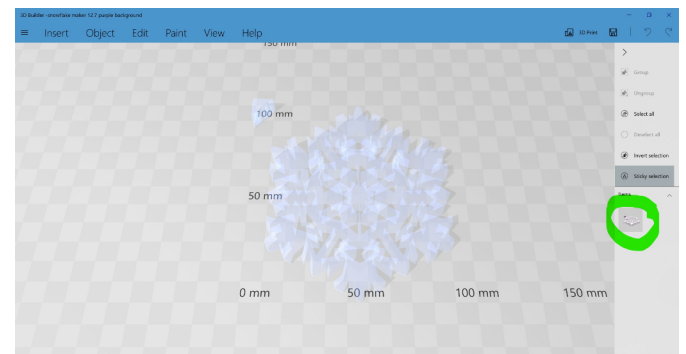 3D Builder - snowflake maker 12.7 purple background
Insert Object Edit Paint View Help
3D Print
150 mm
Group
Ungroup
100 mm
Select all
Deselect all
Invert selection
Sticky selection
50 mm
Items
0 mm 50 mm 100 mm 150 mm